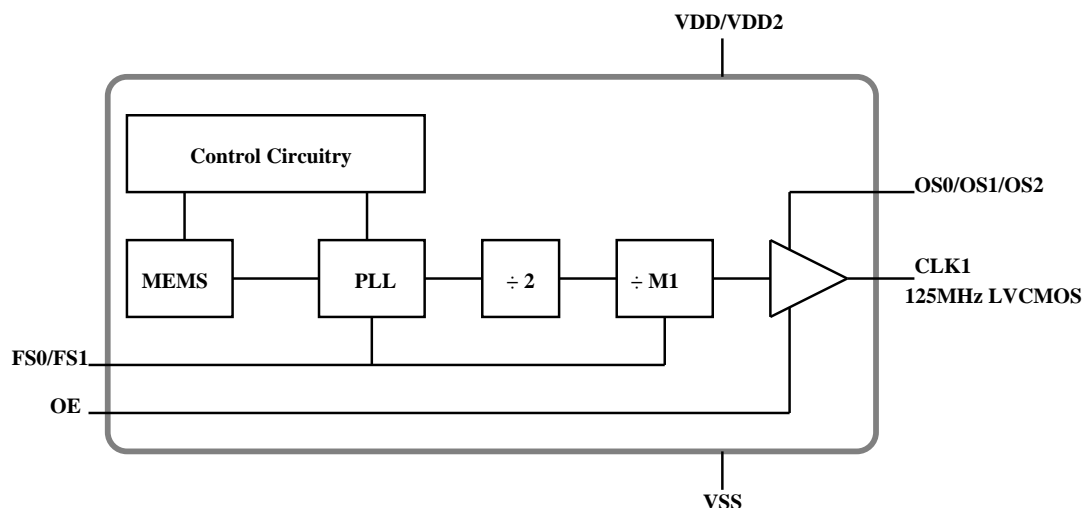 VDD/VDD2
Control Circuitry
OS0/OS1/OS2
MEMS
PLL
÷ 2
÷ M1
CLK1
125MHz LVCMOS
FS0/FS1
OE
VSS